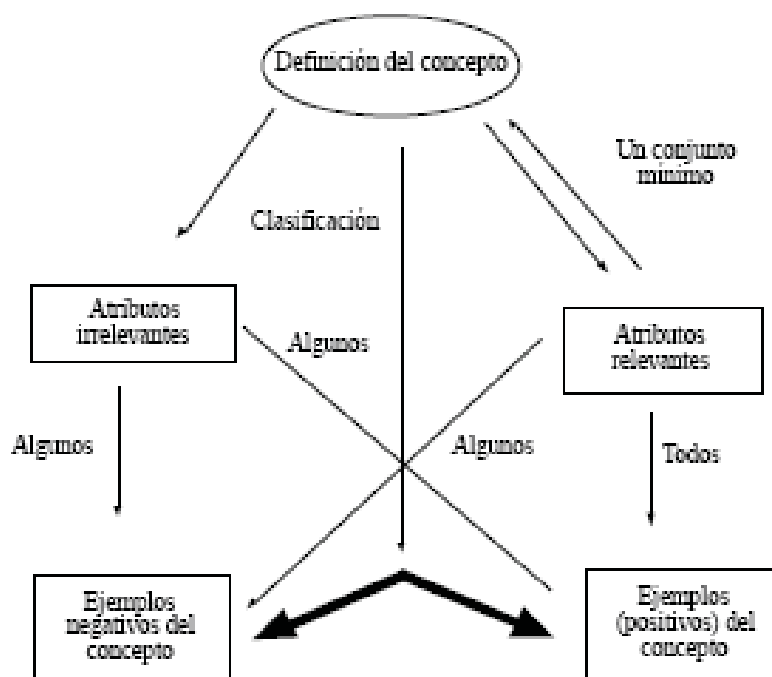 Definición del concepto
Un conjunto
mínimo
Clasificación
Atributos
irrelevantes
Algunos
Atributos
relevantes
Algunos
Algunos
Todos
Ejemplos
negativos del
concepto
Ejemplos
(positivos) del
concepto